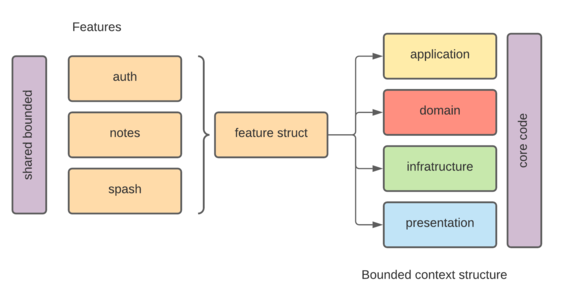 Features
shared bounded
auth
notes
spash
feature struct
application
domain
infratructure
presentation
core code
Bounded context structure